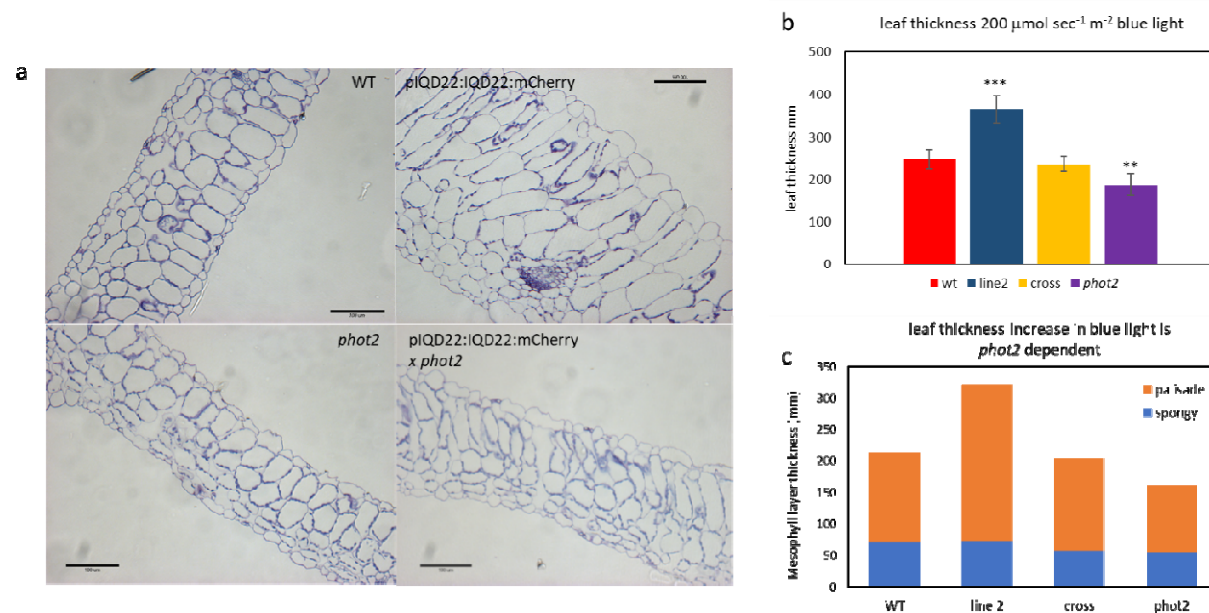 a
WT
pIQD22:IQD22:mCherry
phot2
pIQD22:IQD22:mCherry
x phot2
b
leaf thickness 200 µmol sec⁻¹ m⁻² blue light
leaf thickness mm
500
400
300
200
100
0
***
**
wt
line2
cross
phot2
c
leaf thickness increase 'n blue light is
phot2 dependent
Mesophyll layer thickness (mm)
350
300
250
200
150
100
50
0
palisade
spongy
WT
line 2
cross
phot2